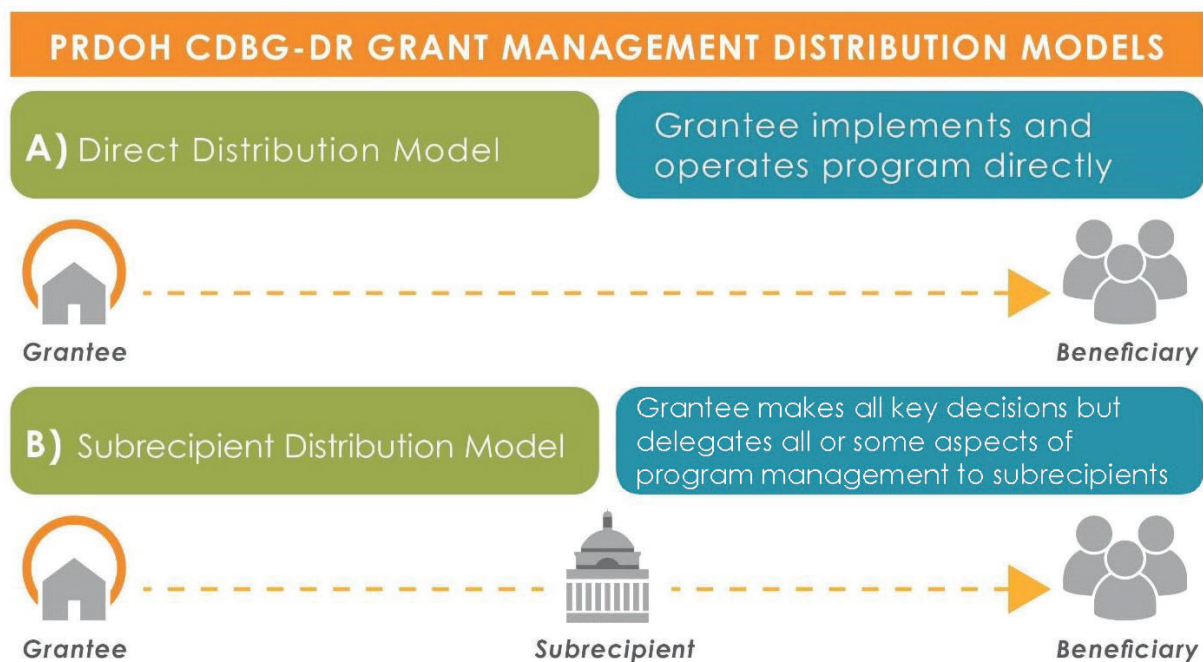 PRDOH CDBG-DR GRANT MANAGEMENT DISTRIBUTION MODELS
A) Direct Distribution Model
Grantee implements and
operates program directly
Grantee
Beneficiary
B) Subrecipient Distribution Model
Grantee makes all key decisions but
delegates all or some aspects of
program management to subrecipients
Grantee
Subrecipient
Beneficiary